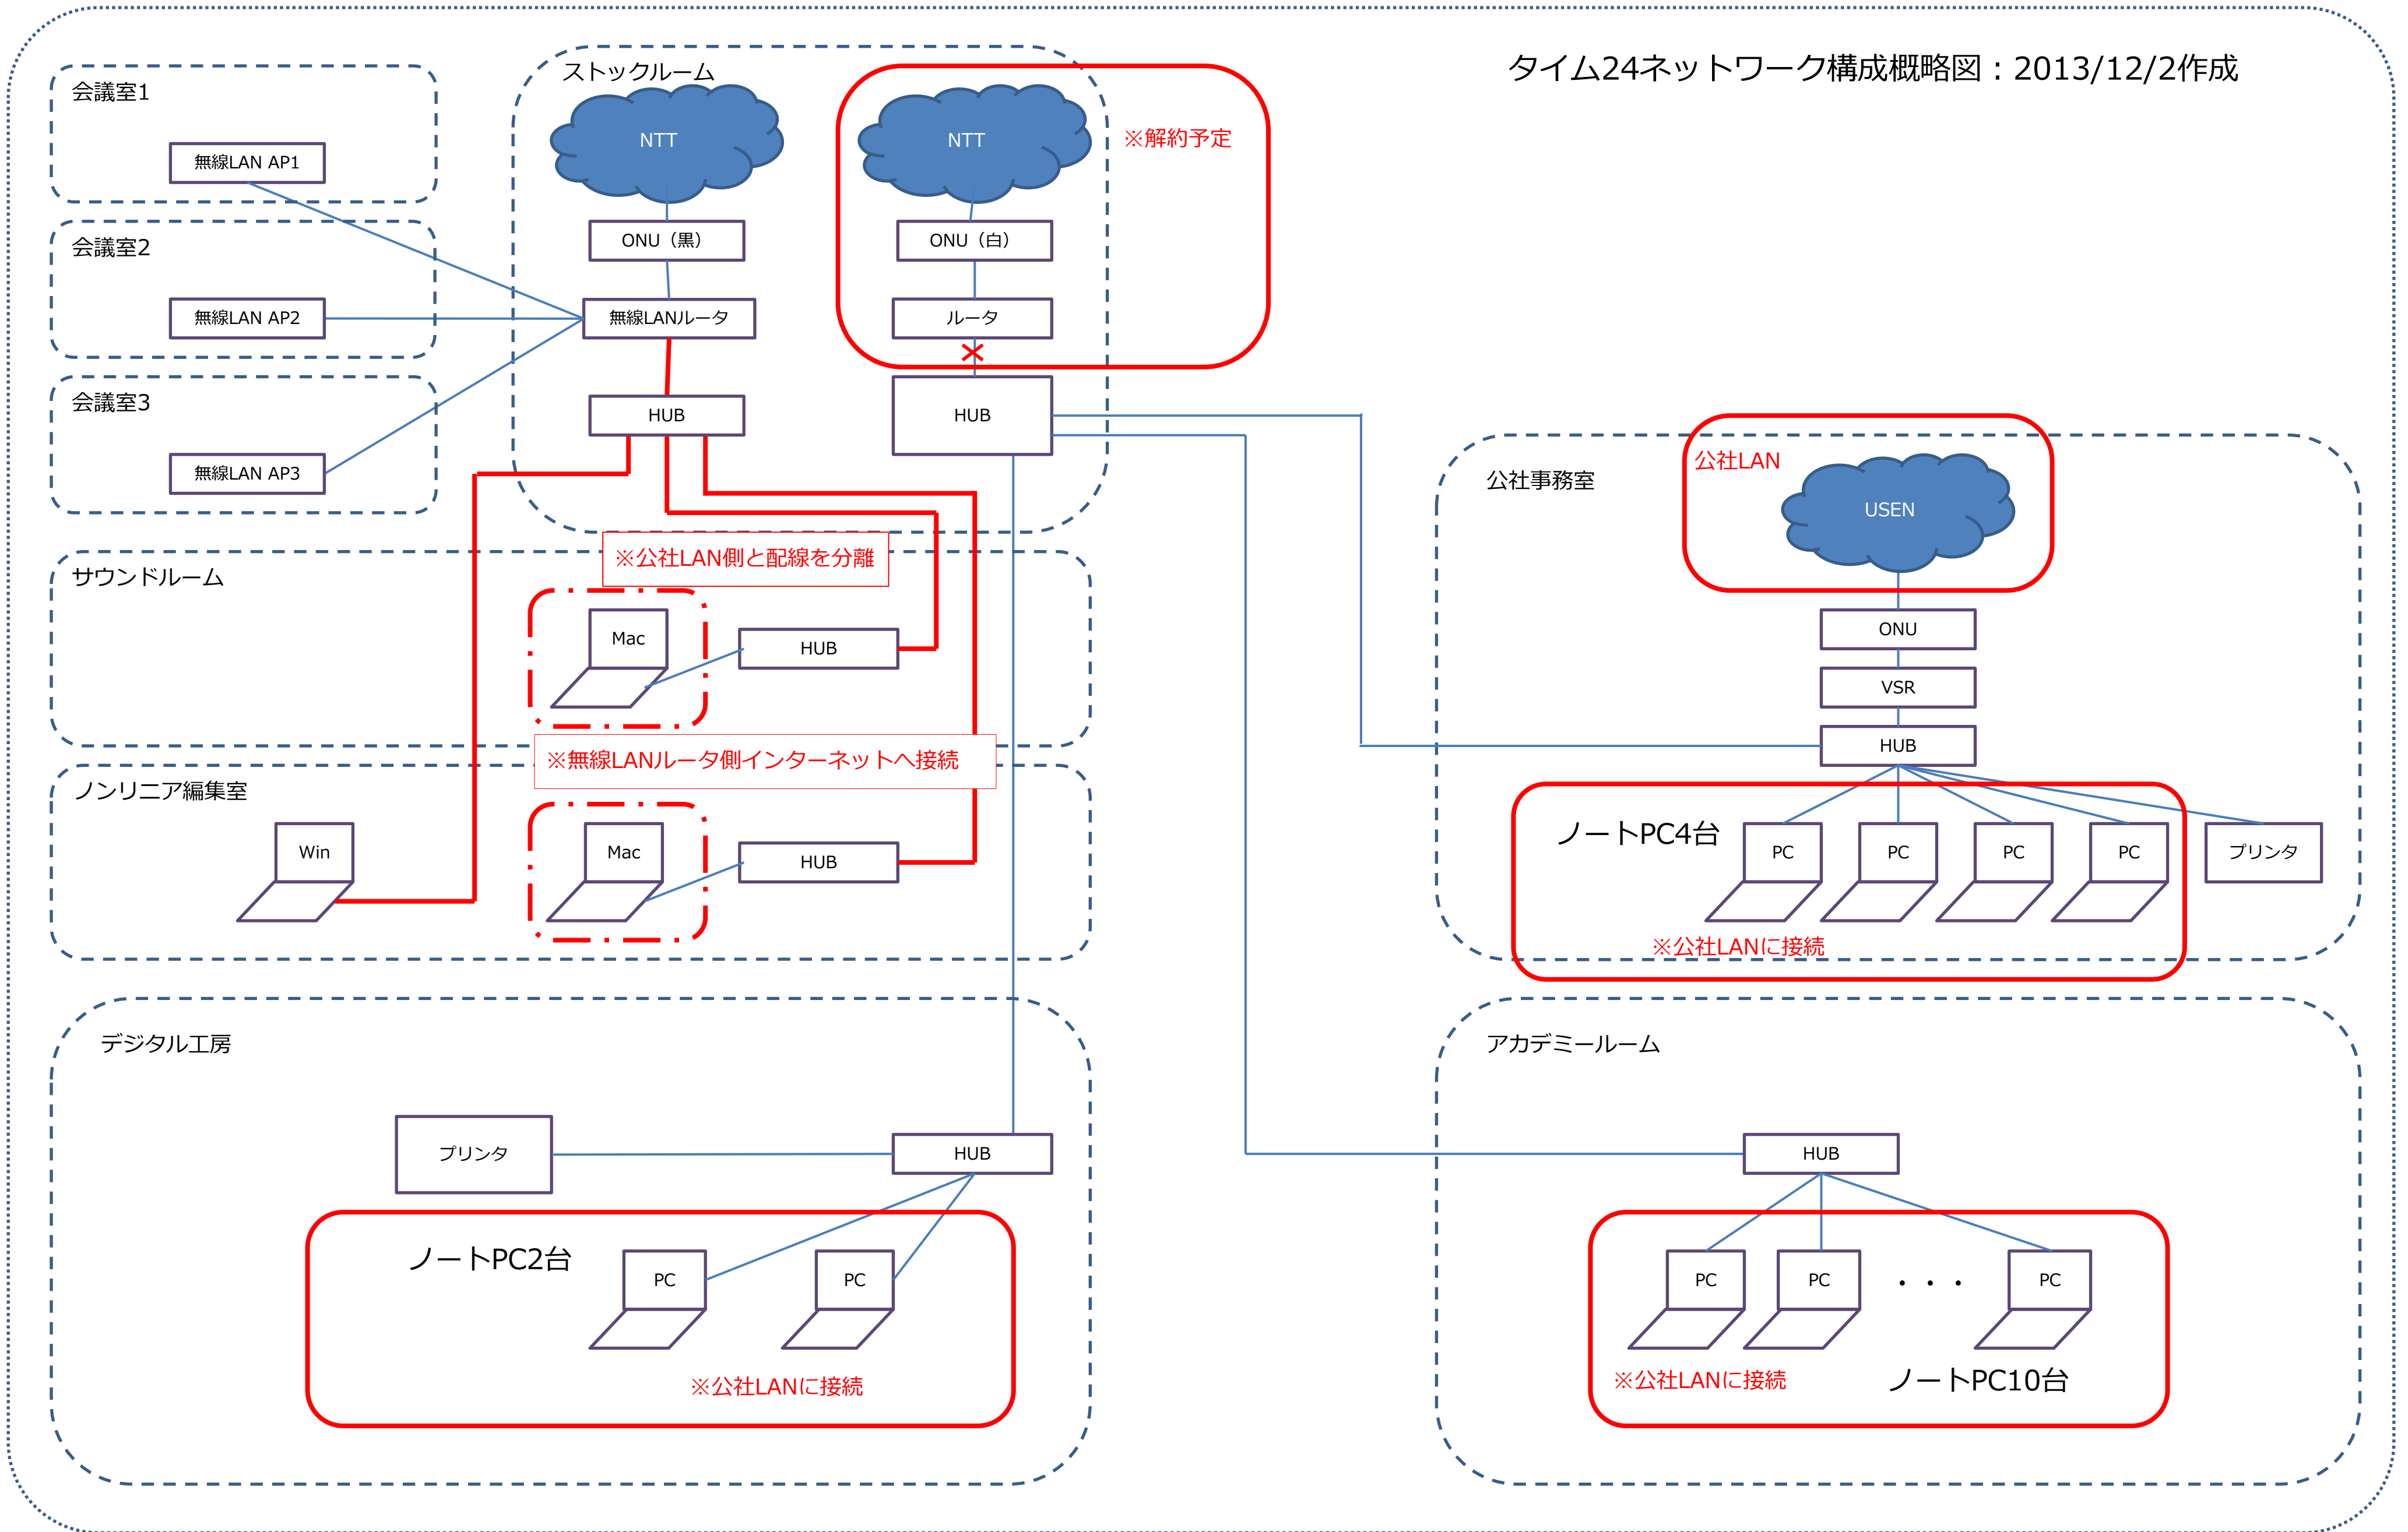 タイム24ネットワーク構成概略図：2013/12/2作成
会議室1
無線LAN AP1
会議室2
無線LAN AP2
会議室3
無線LAN AP3
ストックルーム
NTT
NTT
※解約予定
ONU（黒）
ONU（白）
無線LANルータ
ルータ
HUB
HUB
※公社LAN側と配線を分離
サウンドルーム
Mac
HUB
※無線LANルータ側インターネットへ接続
ノンリニア編集室
Win
Mac
HUB
公社事務室
公社LAN
USEN
ONU
VSR
HUB
ノートPC4台
PC
PC
PC
PC
プリンタ
※公社LANに接続
デジタル工房
プリンタ
HUB
ノートPC2台
PC
PC
※公社LANに接続
アカデミールーム
HUB
PC
PC
・・・
PC
※公社LANに接続
ノートPC10台